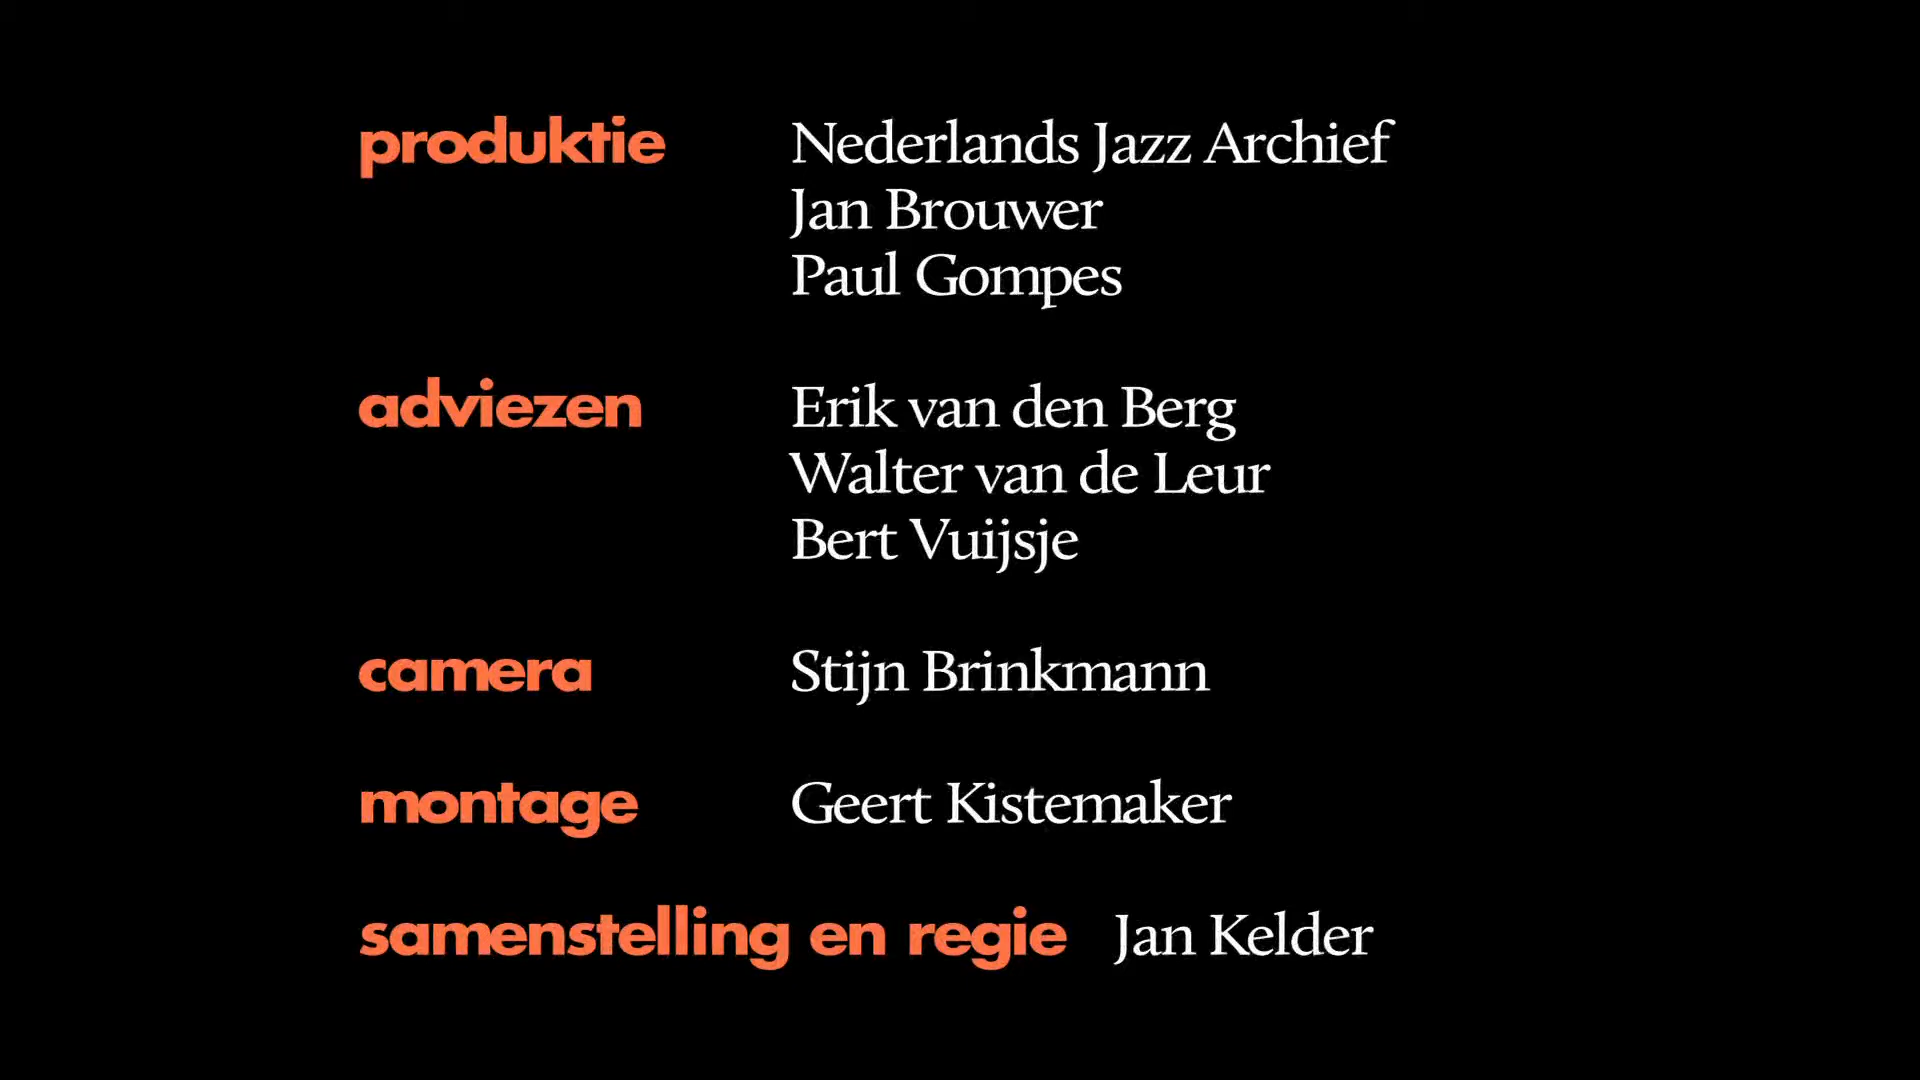 produktie Nederlands Jazz Archief
Jan Brouwer
Paul Gompes
adviezen Erik van den Berg
Walter van de Leur
Bert Vuijsje
camera Stijn Brinkmann
montage Geert Kistemaker
samenstelling en regie Jan Kelder